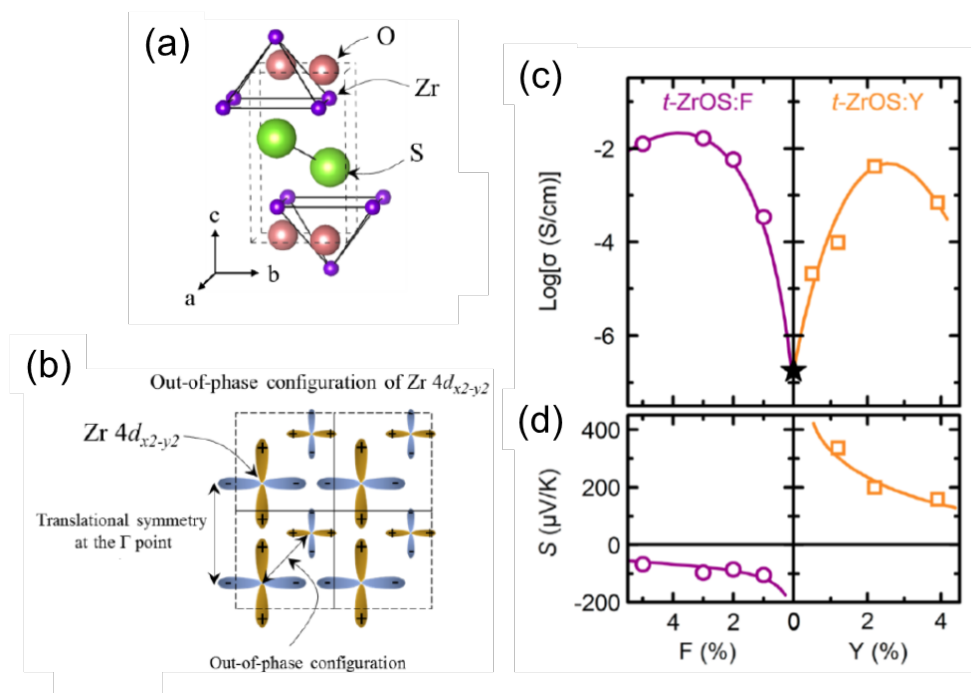 (a)
O
Zr
S
c
b
a
(b)
Out-of-phase configuration of Zr 4dx2-y2
Zr 4dx2-y2
+ + + +
- - - -
Translational symmetry
at the Γ point
Out-of-phase configuration
(c)
t-ZrOS:F
t-ZrOS:Y
Log[σ (S/cm)]
-2
-4
-6
(d)
S (μV/K)
400
200
0
-200
4 2 0 2 4
F (%)
Y (%)